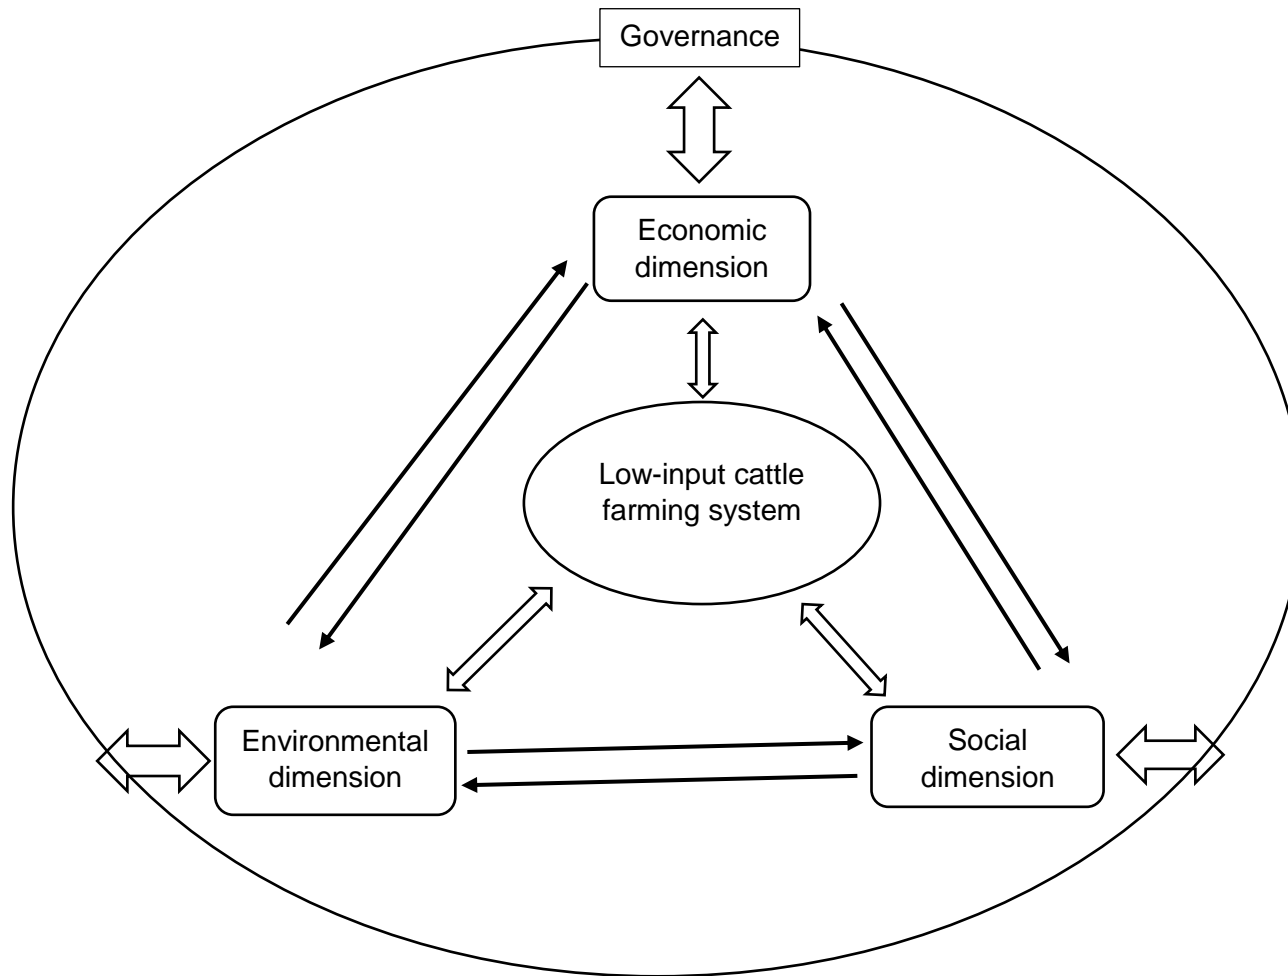 Governance
Economic
dimension
Low-input cattle
farming system
Environmental
dimension
Social
dimension